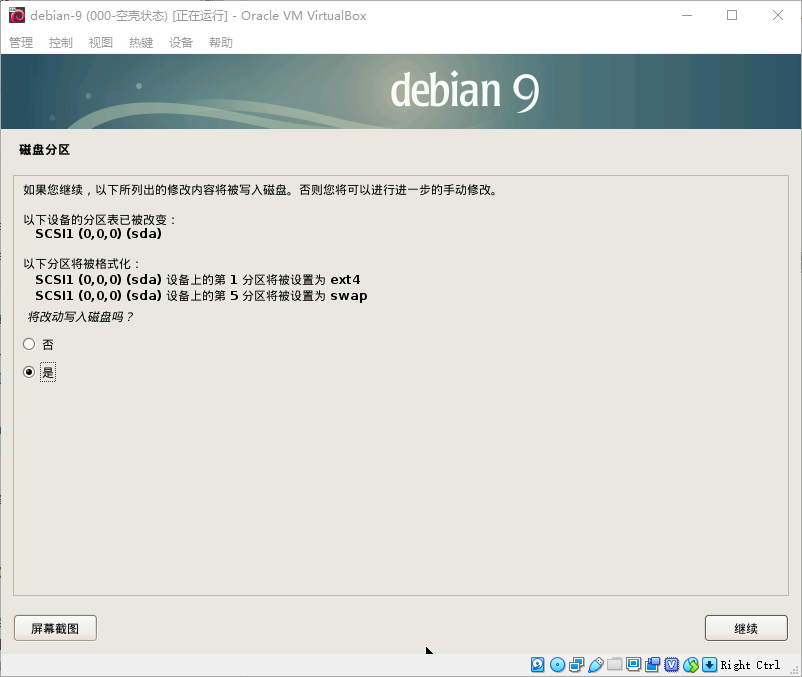 debian-9 (000-空壳状态) [正在运行] - Oracle VM VirtualBox
管理 控制 视图 热键 设备 帮助
debian 9
磁盘分区
如果您继续，以下所列出的修改内容将被写入磁盘。否则您将可以进行进一步的手动修改。
以下设备的分区表已被改变：
SCSI1 (0,0,0) (sda)
以下分区将被格式化：
SCSI1 (0,0,0) (sda) 设备上的第 1 分区将被设置为 ext4
SCSI1 (0,0,0) (sda) 设备上的第 5 分区将被设置为 swap
将改动写入磁盘吗？
否
是
屏幕截图 继续
Right Ctrl